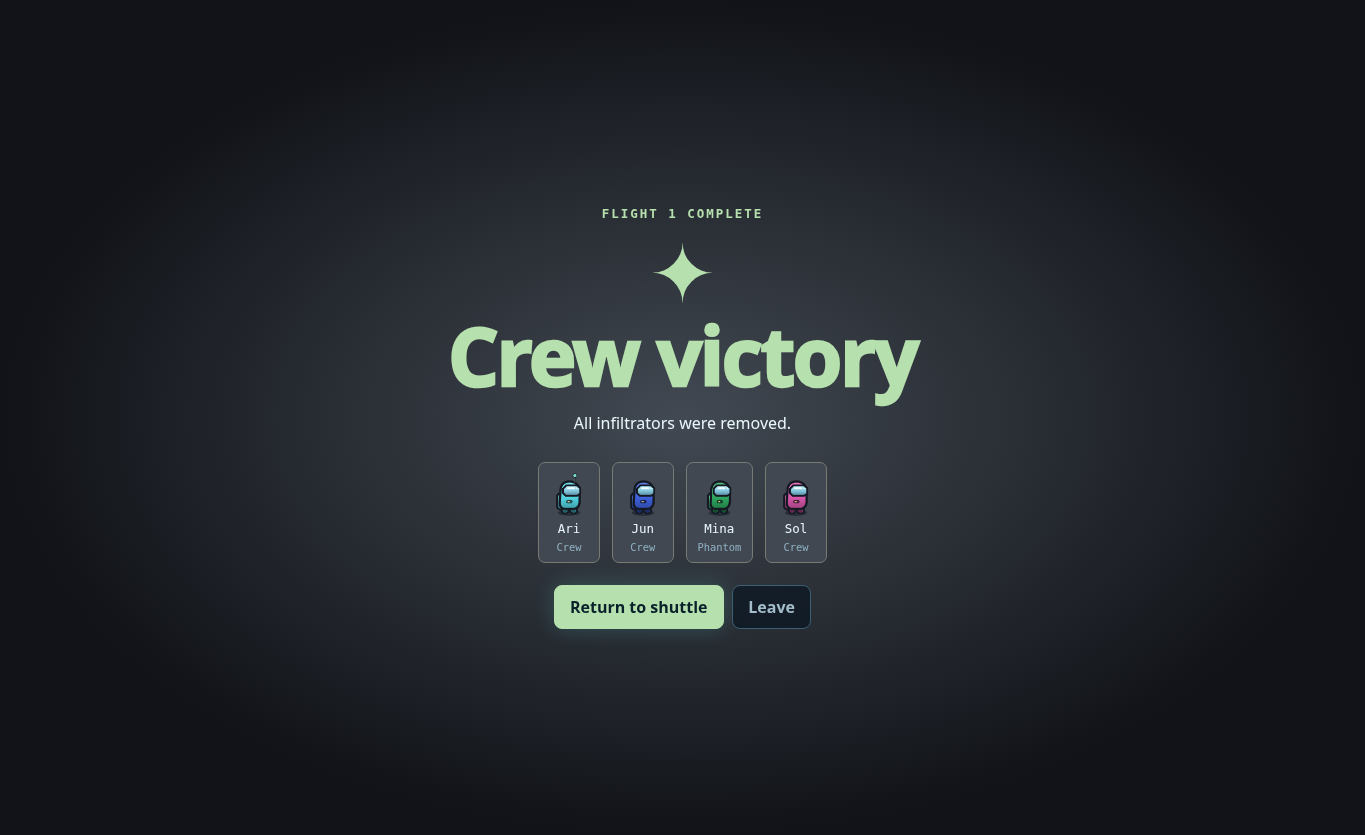 FLIGHT 1 COMPLETE
Crew victory
All infiltrators were removed.
Ari Jun Mina Sol
Crew Crew Phantom Crew
Return to shuttle Leave